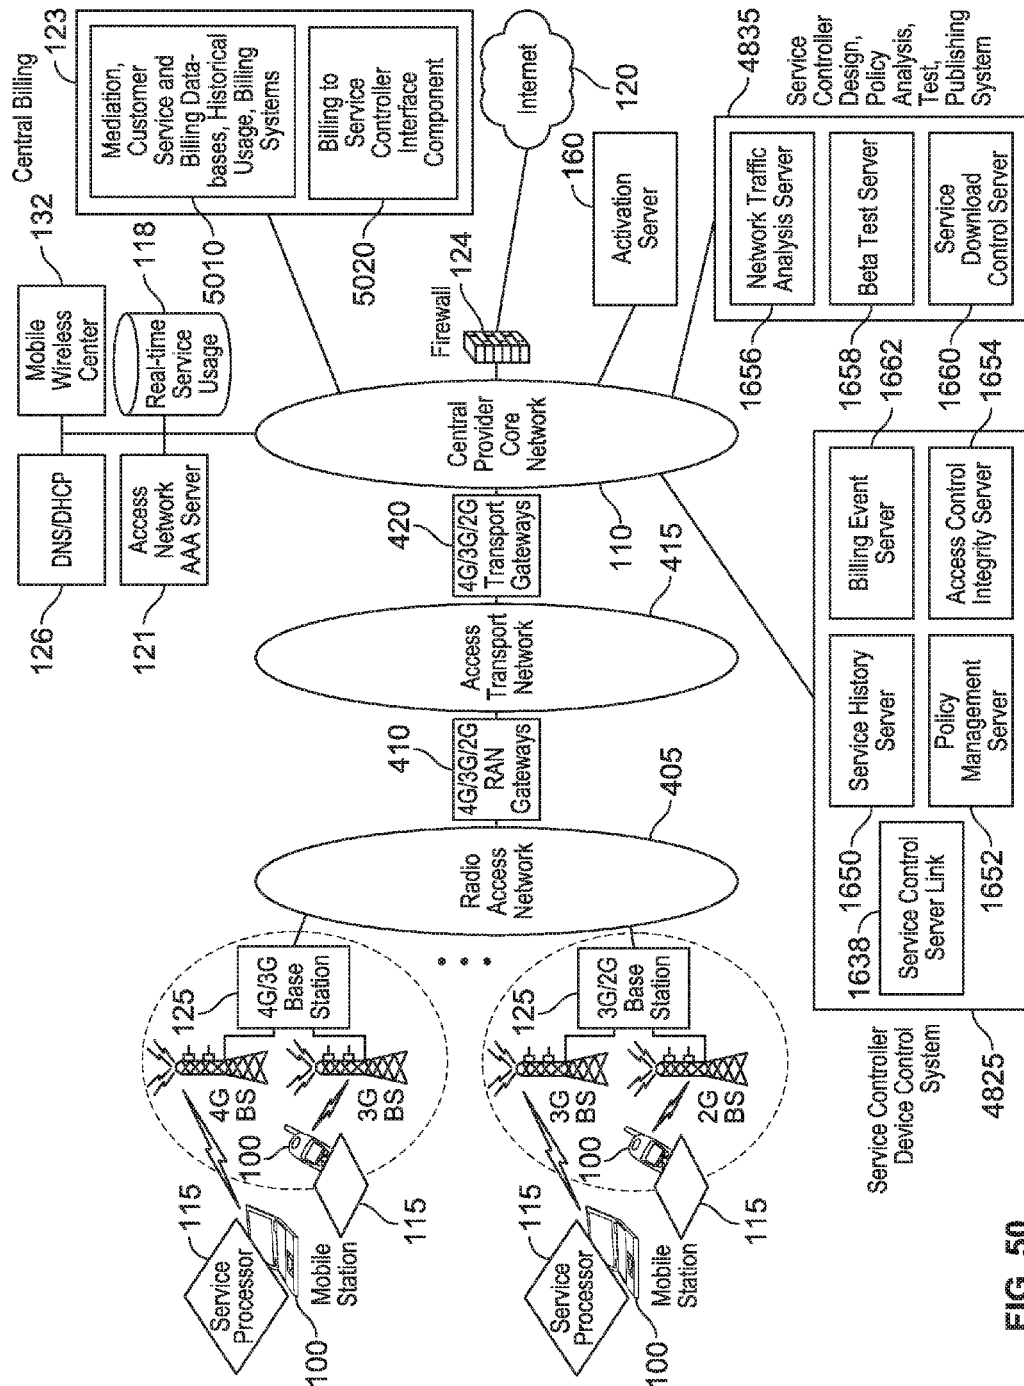 Central Billing
123
Mediation,
Customer
Service and
Billing Data-
bases, Historical
Usage, Billing
Systems
5010
Billing to
Service
Controller
Interface
Component
5020
Mobile
Wireless
Center
132
Real-time
Service
Usage
118
DNS/DHCP
126
Access
Network
AAA Server
121
Internet
120
Firewall
124
Activation
Server
160
4835
Service
Controller
Design,
Policy
Analysis,
Test,
Publishing
System
Network Traffic
Analysis Server
1656
Beta Test Server
1658
Service
Download
Control Server
1660
Central
Provider
Core
Network
110
4G/3G/2G
Transport
Gateways
420
Access
Transport
Network
415
4G/3G/2G
RAN
Gateways
410
Radio
Access
Network
405
4G/3G
Base
Station
125
4G
BS
3G
BS
100
115
Service
Processor
115
Mobile
Station
100
3G/2G
Base
Station
125
3G
BS
2G
BS
100
115
Service
Processor
115
Mobile
Station
100
Billing Event
Server
1662
Access Control
Integrity Server
1654
Service History
Server
1650
Policy
Management
Server
1652
Service Control
Server Link
1638
Service Controller
Device Control
System
4825
FIG. 50